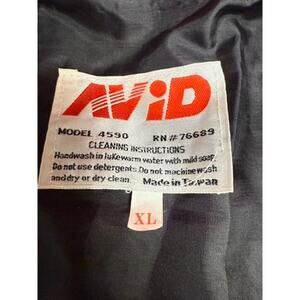 AViD
MODEL 4590 RN# 76689
CLEANING INSTRUCTIONS
Handwash in lukewarm water with mild soap.
Do not use detergents. Do not machine wash
and dry or dry clean. Made in Taiwan
XL